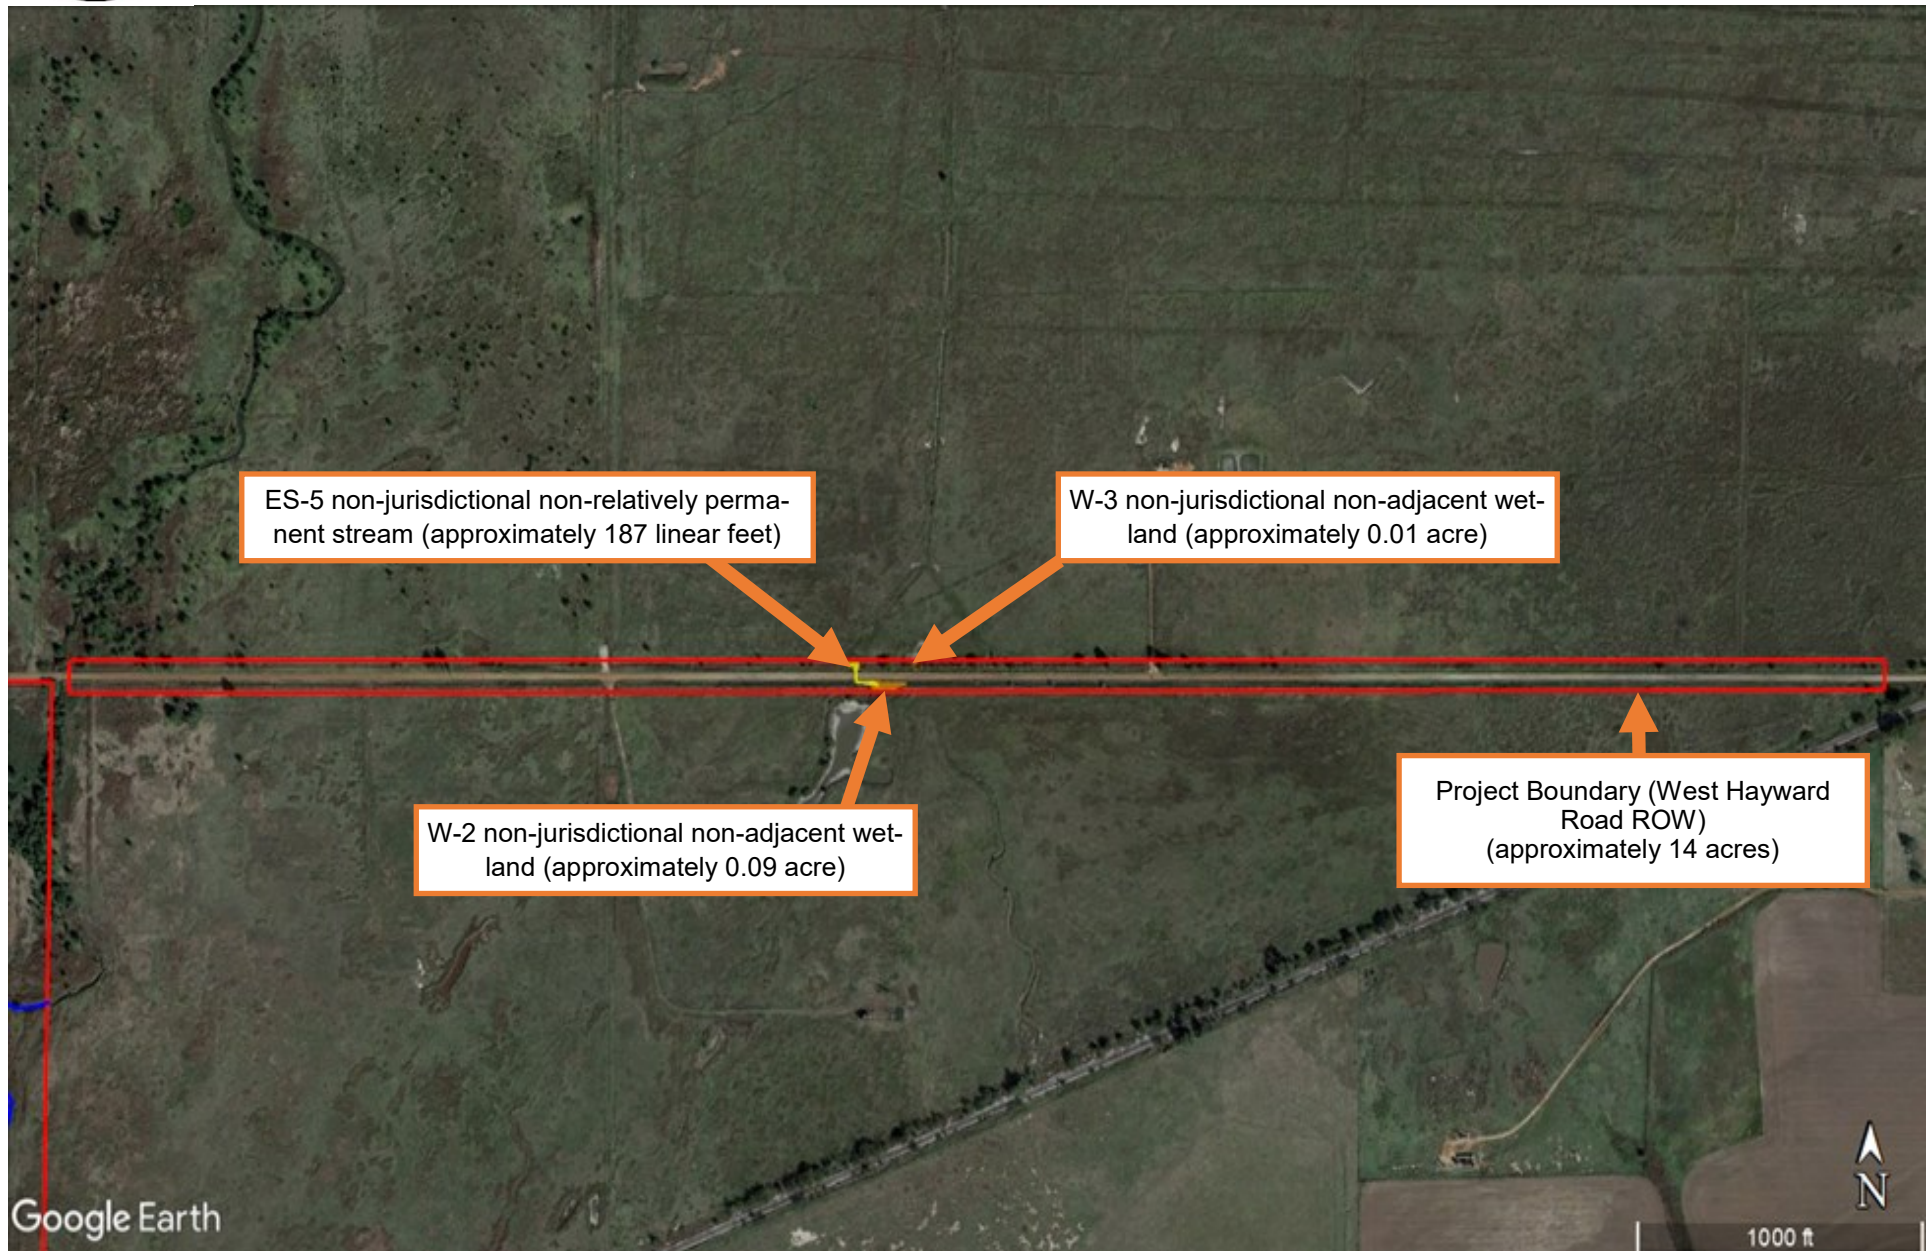 ES-5 non-jurisdictional non-relatively perma-
nent stream (approximately 187 linear feet)
W-3 non-jurisdictional non-adjacent wet-
land (approximately 0.01 acre)
W-2 non-jurisdictional non-adjacent wet-
land (approximately 0.09 acre)
Project Boundary (West Hayward
Road ROW)
(approximately 14 acres)
N
Google Earth
1000 ft